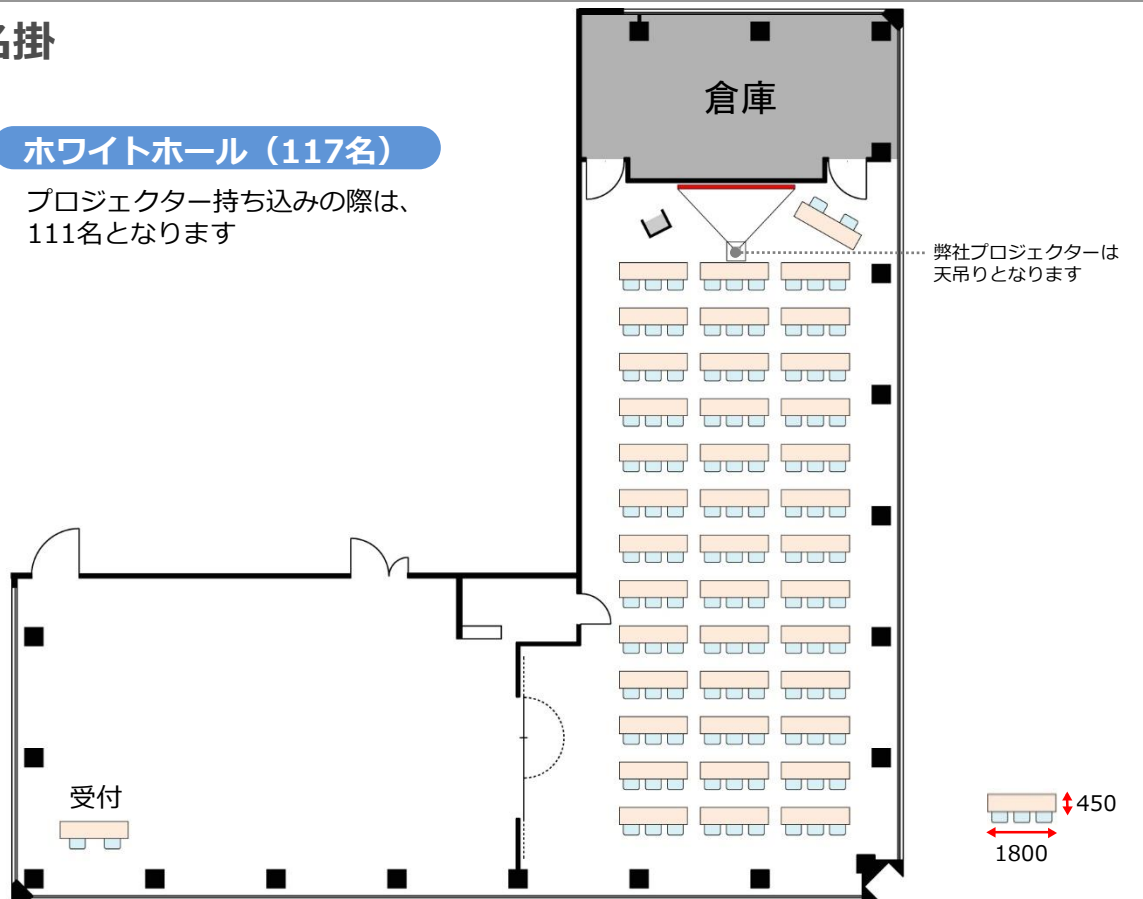 名掛
倉庫
ホワイトホール（117名）
プロジェクター持ち込みの際は、
111名となります
弊社プロジェクターは
天吊りとなります
受付
450
1800